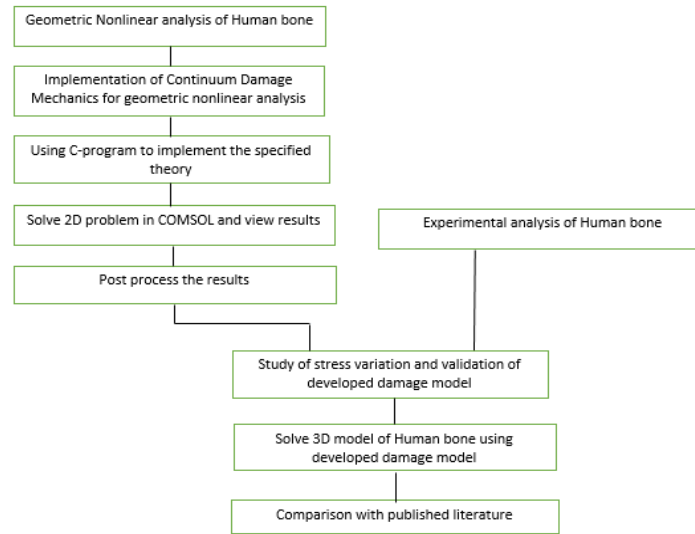 Geometric Nonlinear analysis of Human bone
Implementation of Continuum Damage
Mechanics for geometric nonlinear analysis
Using C-program to implement the specified
theory
Solve 2D problem in COMSOL and view results
Experimental analysis of Human bone
Post process the results
Study of stress variation and validation of
developed damage model
Solve 3D model of Human bone using
developed damage model
Comparison with published literature